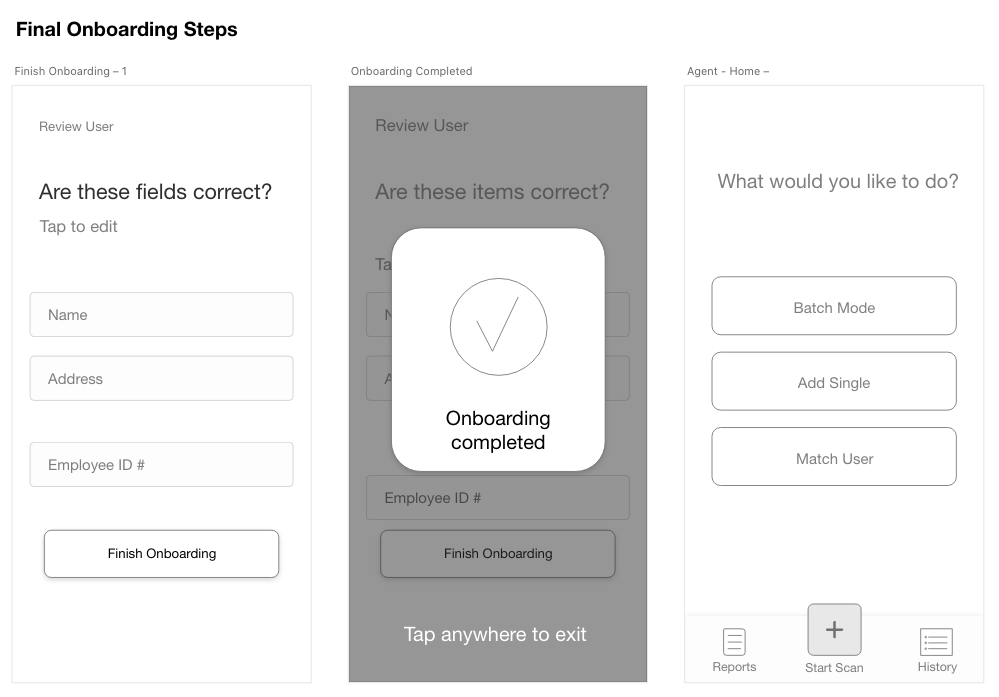 Final Onboarding Steps
Finish Onboarding – 1
Review User
Are these fields correct?
Tap to edit
Name
Address
Employee ID #
Finish Onboarding
Onboarding Completed
Review User
Are these items correct?
Ta
N
A
Onboarding
completed
Employee ID #
Finish Onboarding
Tap anywhere to exit
Agent - Home –
What would you like to do?
Batch Mode
Add Single
Match User
Reports
Start Scan
History